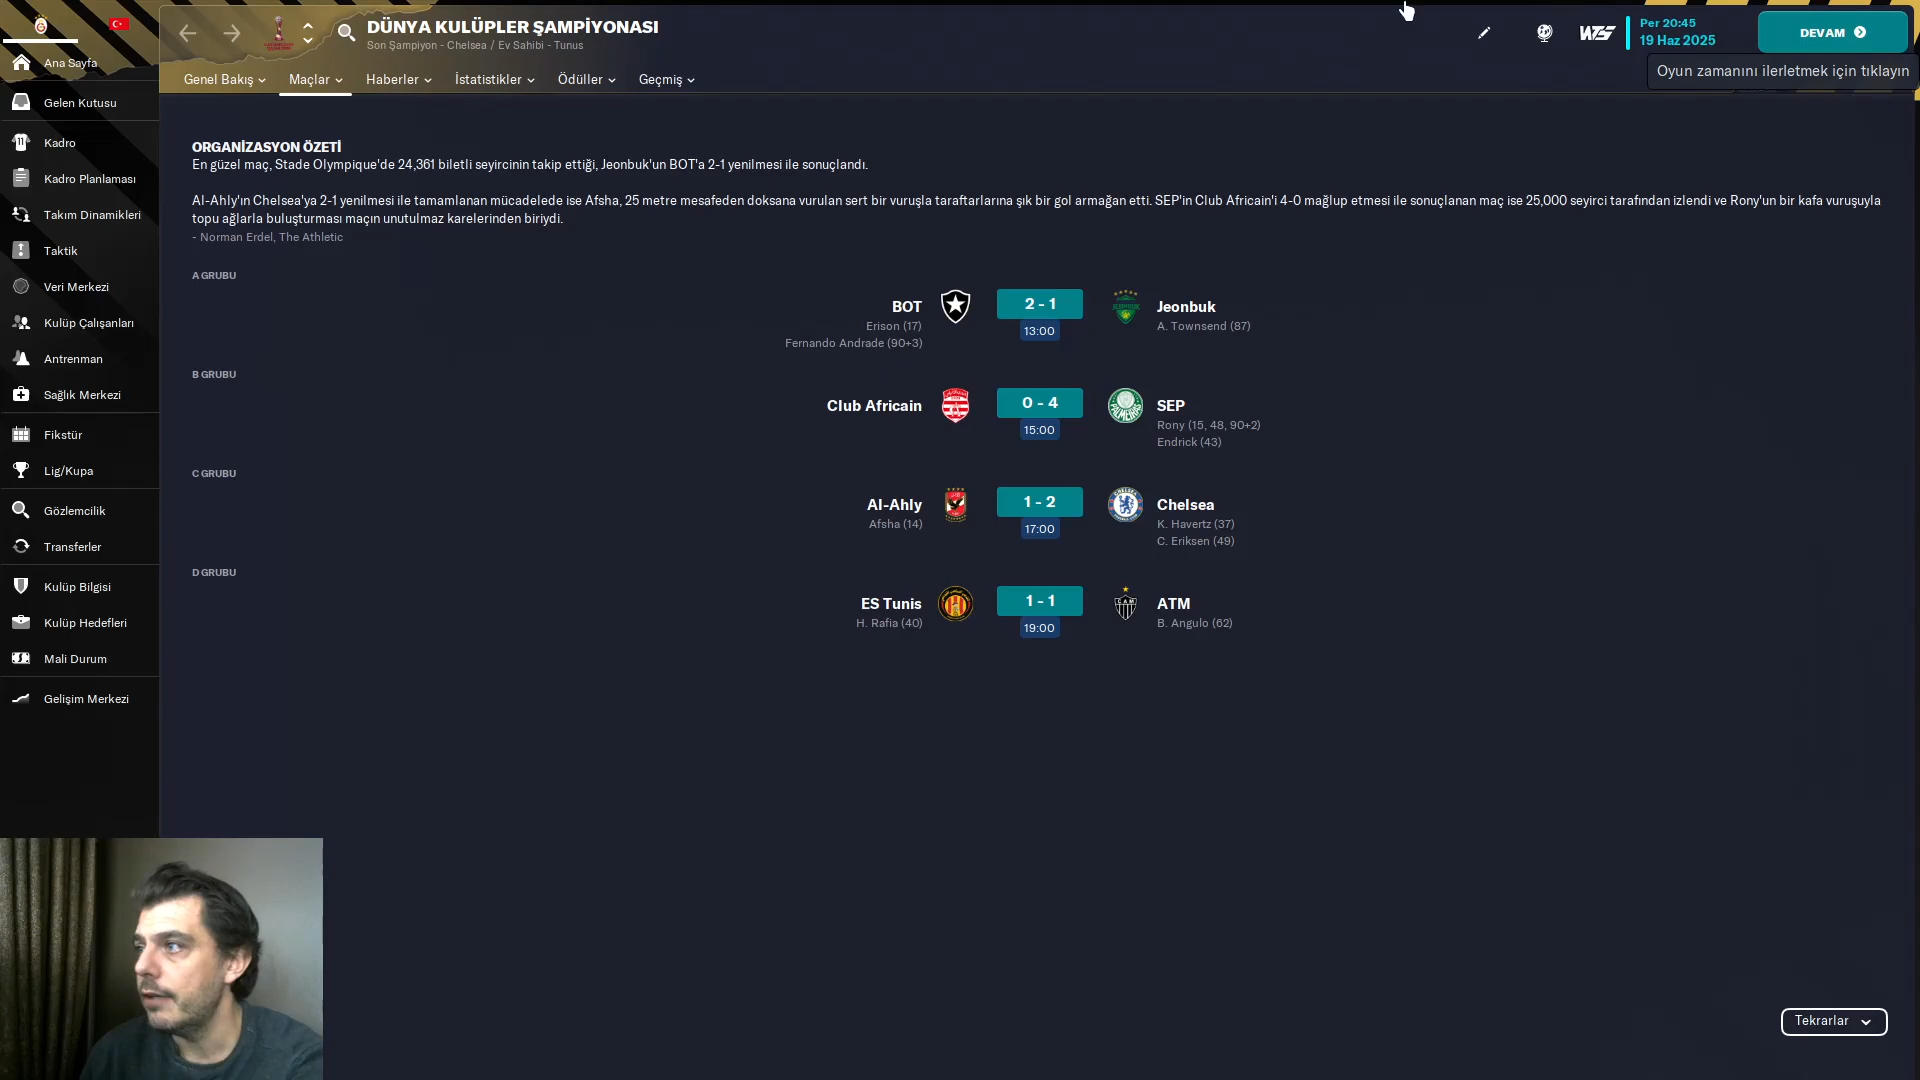 DÜNYA KULÜPLER ŞAMPİYONASI
Son Şampiyon - Chelsea / Ev Sahibi - Tunus
Per 20:45
19 Haz 2025
DEVAM
Oyun zamanını ilerletmek için tıklayın
Genel Bakış
Maçlar
Haberler
İstatistikler
Ödüller
Geçmiş
Ana Sayfa
Gelen Kutusu
Kadro
Kadro Planlaması
Takım Dinamikleri
Taktik
Veri Merkezi
Kulüp Çalışanları
Antrenman
Sağlık Merkezi
Fikstür
Lig/Kupa
Gözlemcilik
Transferler
Kulüp Bilgisi
Kulüp Hedefleri
Mali Durum
Gelişim Merkezi
ORGANİZASYON ÖZETİ
En güzel maç, Stade Olympique'de 24,361 biletli seyircinin takip ettiği, Jeonbuk'un BOT'a 2-1 yenilmesi ile sonuçlandı.
Al-Ahly'ın Chelsea'ya 2-1 yenilmesi ile tamamlanan mücadelede ise Afsha, 25 metre mesafeden doksana vurulan sert bir vuruşla taraftarlarına şık bir gol armağan etti. SEP'in Club Africain'i 4-0 mağlup etmesi ile sonuçlanan maç ise 25,000 seyirci tarafından izlendi ve Rony'un bir kafa vuruşuyla
topu ağlarla buluşturması maçın unutulmaz karelerinden biriydi.
- Norman Erdel, The Athletic
A GRUBU
BOT 2 - 1 Jeonbuk
Erison (17) 13:00 A. Townsend (87)
Fernando Andrade (90+3)
B GRUBU
Club Africain 0 - 4 SEP
15:00 Rony (15, 48, 90+2)
Endrick (43)
C GRUBU
Al-Ahly 1 - 2 Chelsea
Afsha (14) 17:00 K. Havertz (37)
C. Eriksen (49)
D GRUBU
ES Tunis 1 - 1 ATM
H. Rafia (40) 19:00 B. Angulo (62)
Tekrarlar